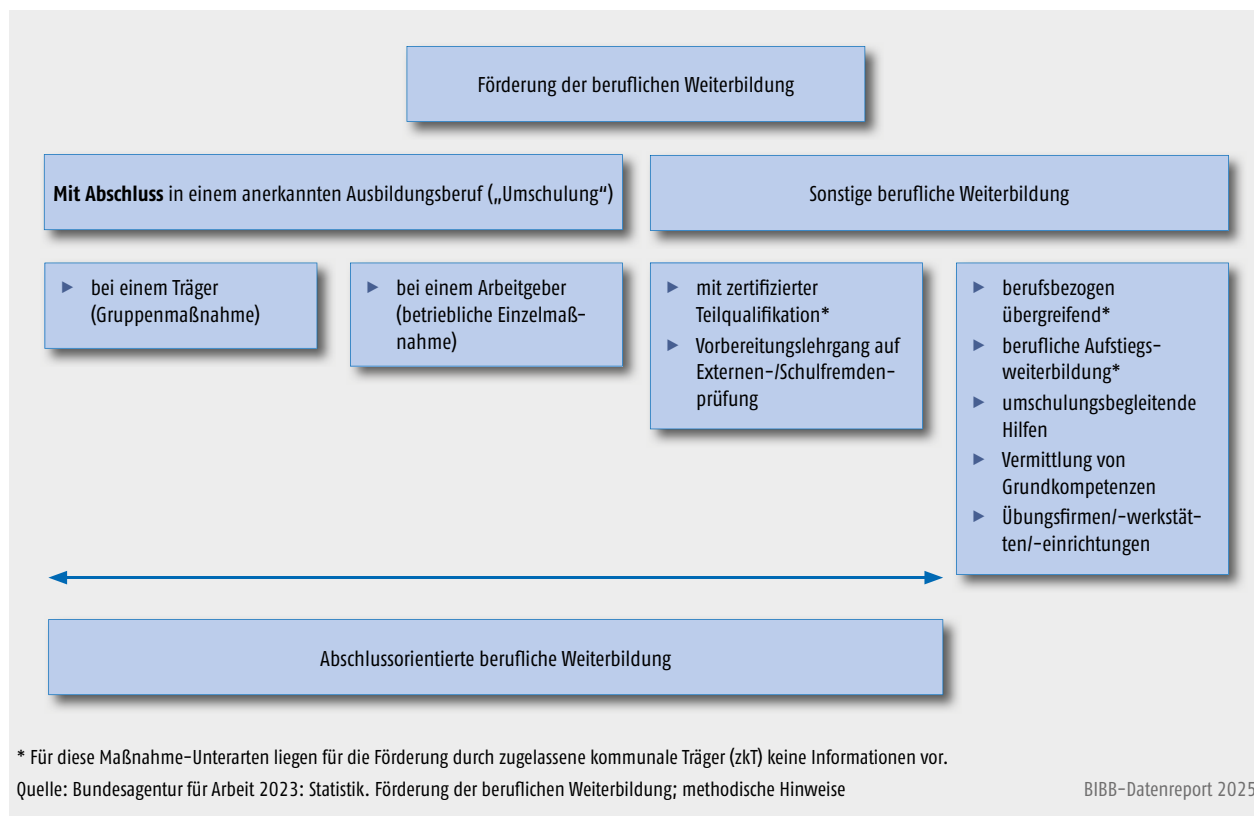 Förderung der beruflichen Weiterbildung
Mit Abschluss in einem anerkannten Ausbildungsberuf („Umschulung“)
Sonstige berufliche Weiterbildung
▶ bei einem Träger
(Gruppenmaßnahme)
▶ bei einem Arbeitgeber
(betriebliche Einzelmaß-
nahme)
▶ mit zertifizierter
Teilqualifikation*
▶ Vorbereitungslehrgang auf
Externen-/Schulfremden-
prüfung
▶ berufsbezogen
übergreifend*
▶ berufliche Aufstiegs-
weiterbildung*
▶ umschulungsbegleitende
Hilfen
▶ Vermittlung von
Grundkompetenzen
▶ Übungsfirmen/-werkstät-
ten/-einrichtungen
Abschlussorientierte berufliche Weiterbildung
* Für diese Maßnahme-Unterarten liegen für die Förderung durch zugelassene kommunale Träger (zkT) keine Informationen vor.
Quelle: Bundesagentur für Arbeit 2023: Statistik. Förderung der beruflichen Weiterbildung; methodische Hinweise
BIBB-Datenreport 2025